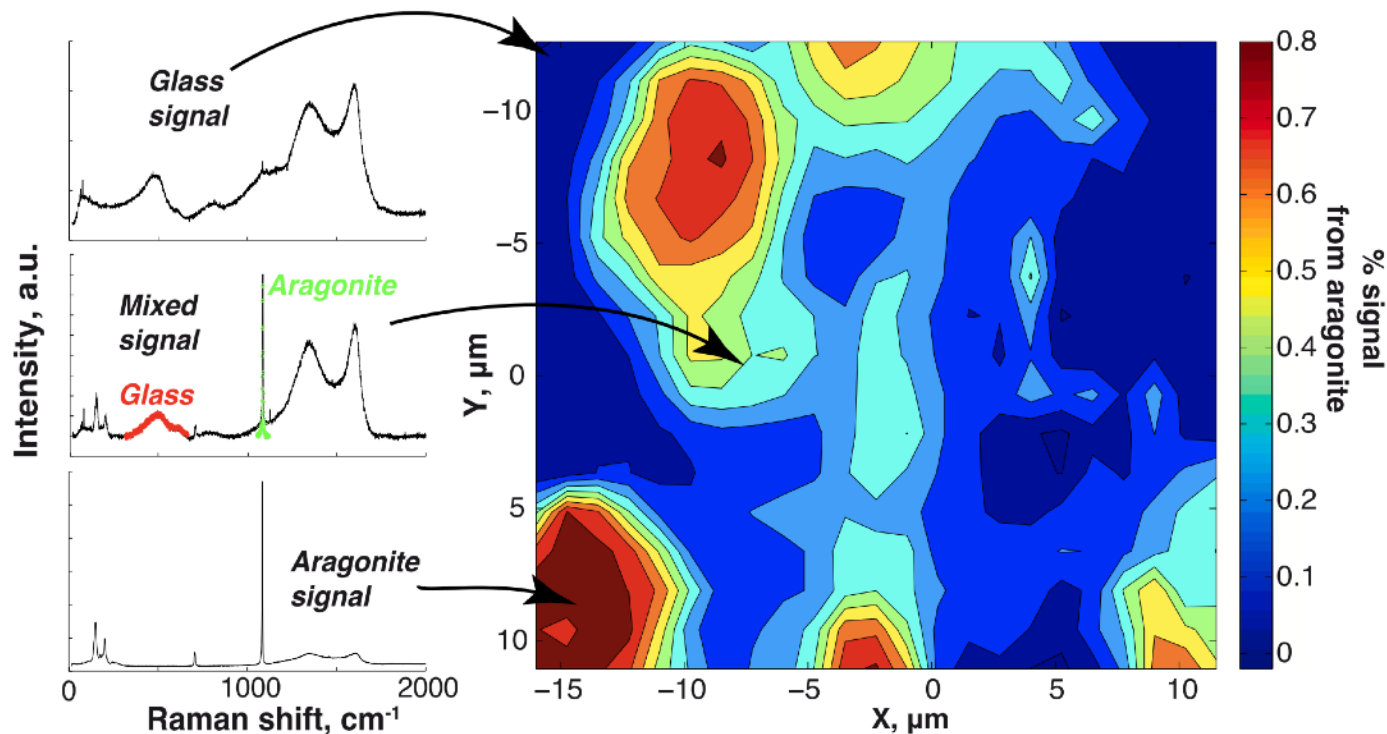 Glass
signal
Mixed
signal
Aragonite
Glass
Aragonite
signal
Intensity, a.u.
0
1000
2000
Raman shift, cm-1
−10
−5
0
5
10
Y, µm
−15
−10
−5
0
5
10
X, µm
0.8
0.7
0.6
0.5
0.4
0.3
0.2
0.1
0
% signal
from aragonite